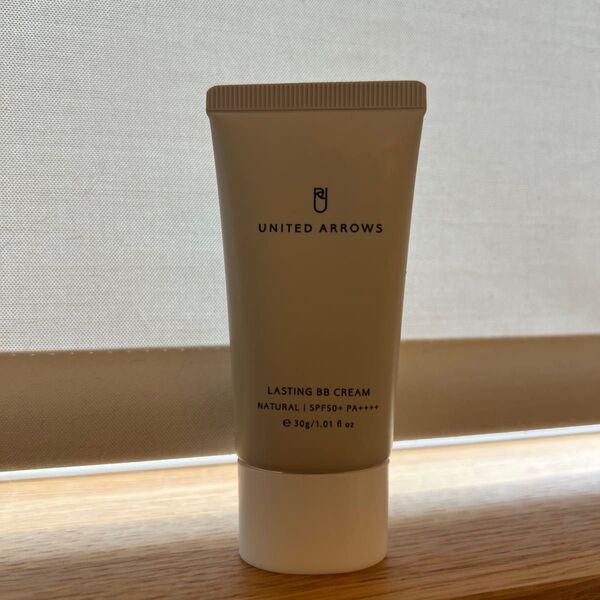 UNITED ARROWS
LASTING BB CREAM
NATURAL | SPF50+ PA++++
℮ 30g/1.01 fl oz